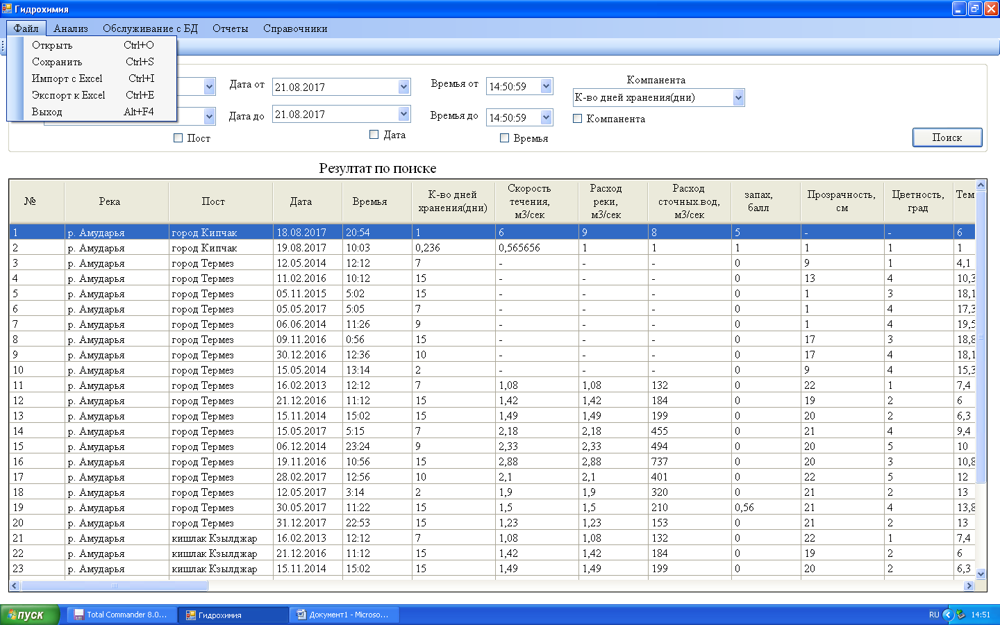 Гидрохимия
Файл Анализ Обслуживание с БД Отчеты Справочники
Открыть Ctrl+O
Сохранить Ctrl+S
Импорт с Excel Ctrl+I
Экспорт к Excel Ctrl+E
Выход Alt+F4
Дата от 21.08.2017 Времья от 14:50:59 Компанента
К-во дней хранения(дни)
Дата до 21.08.2017 Времья до 14:50:59 Компанента
Пост Дата Времья Поиск
Резултат по поиске
№ Река Пост Дата Времья К-во дней хранения(дни) Скорость течения, м3/сек Расход реки, м3/сек Расход сточных.вод, м3/сек запах, балл Прозрачность, см Цветность, град Тем
1 р. Амударья город Кипчак 18.08.2017 20:54 1 6 9 8 5 - - 6
2 р. Амударья город Кипчак 19.08.2017 10:03 0,236 0,565656 1 1 1 1 1 1
3 р. Амударья город Термез 12.05.2014 12:12 7 - - - 0 9 1 4,1
4 р. Амударья город Термез 11.02.2016 10:12 15 - - - 0 13 4 10,3
5 р. Амударья город Термез 05.11.2015 5:02 15 - - - 0 1 3 18,1
6 р. Амударья город Термез 05.05.2017 5:05 7 - - - 0 1 4 17,3
7 р. Амударья город Термез 06.06.2014 11:26 9 - - - 0 1 4 19,5
8 р. Амударья город Термез 09.11.2016 0:56 15 - - - 0 17 3 18,8
9 р. Амударья город Термез 30.12.2016 12:36 10 - - - 0 17 4 18,1
10 р. Амударья город Термез 15.05.2014 13:14 2 - - - 0 9 4 15,3
11 р. Амударья город Термез 16.02.2013 12:12 7 1,08 1,08 132 0 22 1 7,4
12 р. Амударья город Термез 21.12.2016 11:12 15 1,42 1,42 184 0 19 2 6
13 р. Амударья город Термез 15.11.2014 15:02 15 1,49 1,49 199 0 20 2 6,3
14 р. Амударья город Термез 15.05.2017 5:15 7 2,18 2,18 455 0 21 4 9,4
15 р. Амударья город Термез 06.12.2014 23:24 9 2,33 2,33 494 0 20 5 10
16 р. Амударья город Термез 19.11.2016 10:56 15 2,88 2,88 737 0 20 3 10,8
17 р. Амударья город Термез 28.02.2017 12:56 10 2,1 2,1 401 0 22 5 12
18 р. Амударья город Термез 12.05.2017 3:14 2 1,9 1,9 320 0 21 2 13
19 р. Амударья город Термез 30.05.2017 11:22 15 1,5 1,5 210 0,56 21 4 13,8
20 р. Амударья город Термез 31.12.2017 22:53 15 1,23 1,23 153 0 21 2 13
21 р. Амударья кишлак Кзылджар 16.02.2013 12:12 7 1,08 1,08 132 0 22 1 7,4
22 р. Амударья кишлак Кзылджар 21.12.2016 11:12 15 1,42 1,42 184 0 19 2 6
23 р. Амударья кишлак Кзылджар 15.11.2014 15:02 15 1,49 1,49 199 0 20 2 6,3
пуск Total Commander 8.0... Гидрохимия Документ1 - Microso... RU 14:51